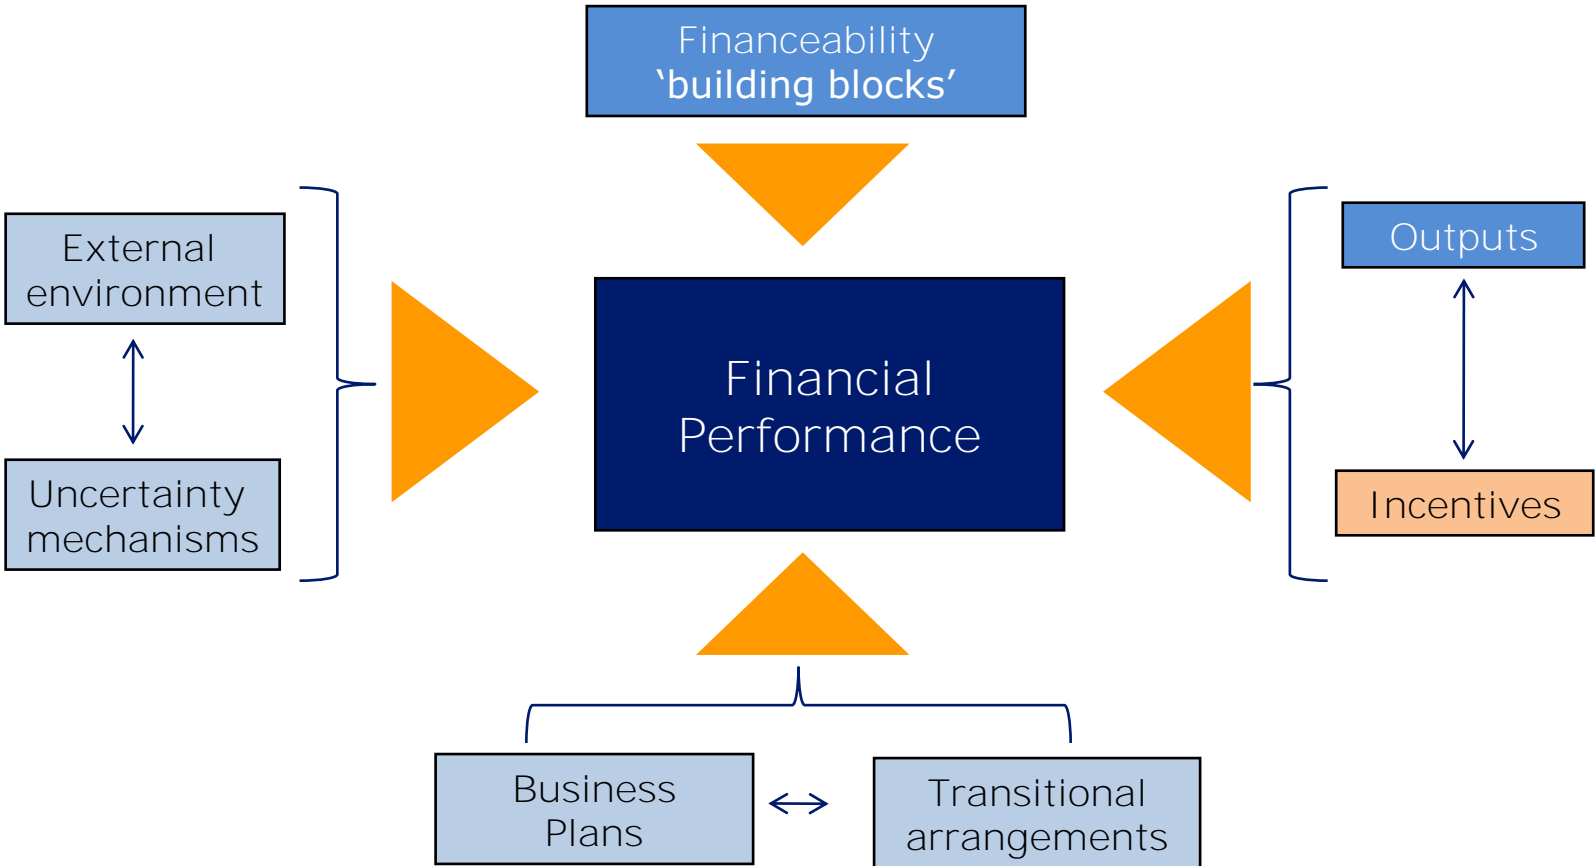 Financeability
‘building blocks’
External
environment
Outputs
Financial
Performance
Uncertainty
mechanisms
Incentives
Business
Plans
Transitional
arrangements